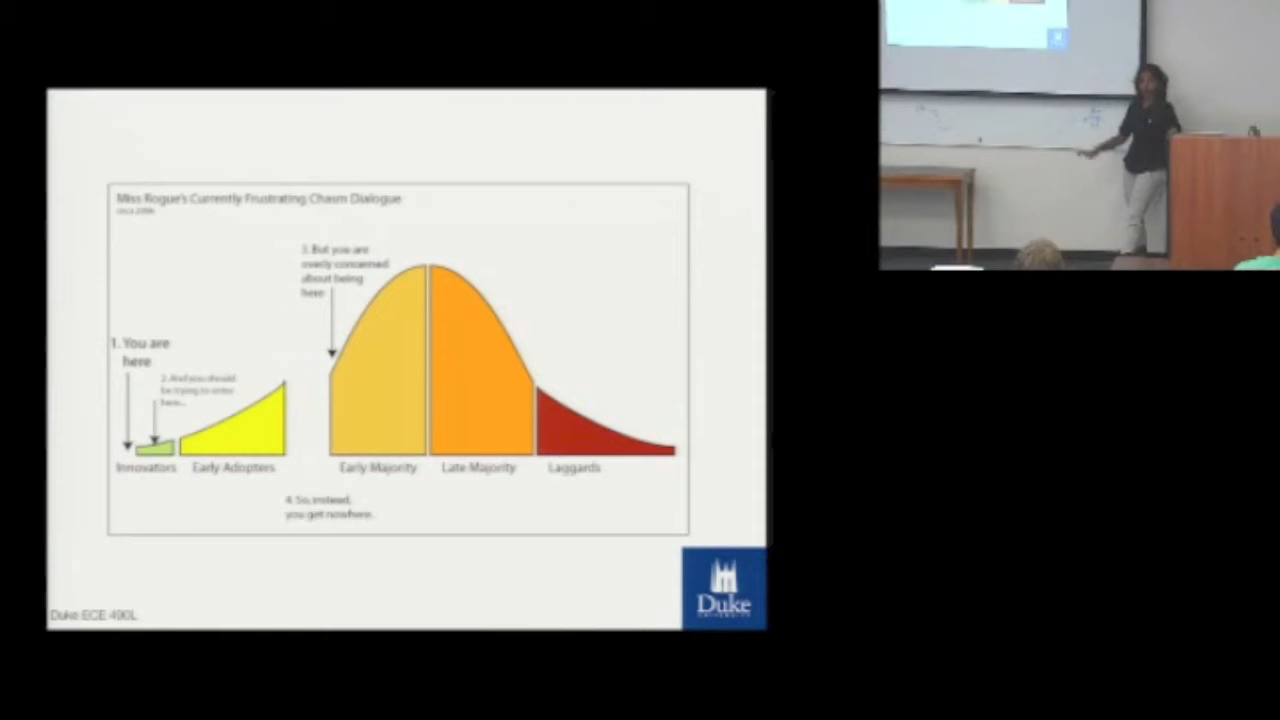 Miss Rogue's Currently Frustrating Chasm Dialogue
circa 2006
3. But you are
overly concerned
about being
here
1. You are
here
2. And you should
be trying to enter
here...
Innovators
Early Adopters
Early Majority
Late Majority
Laggards
4. So, instead,
you get nowhere.
Duke
UNIVERSITY
Duke ECE 490L